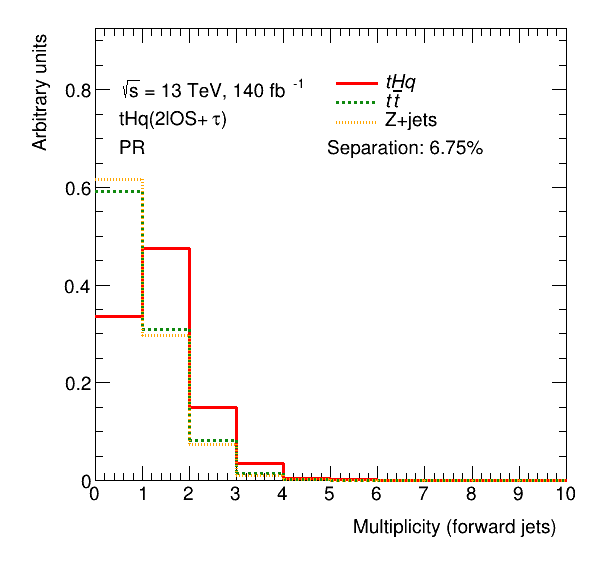 Arbitrary units
0.8
0.6
0.4
0.2
0
√s = 13 TeV, 140 fb⁻¹
tHq(2lOS+ τ)
PR
tHq
tt̅
Z+jets
Separation: 6.75%
0 1 2 3 4 5 6 7 8 9 10
Multiplicity (forward jets)